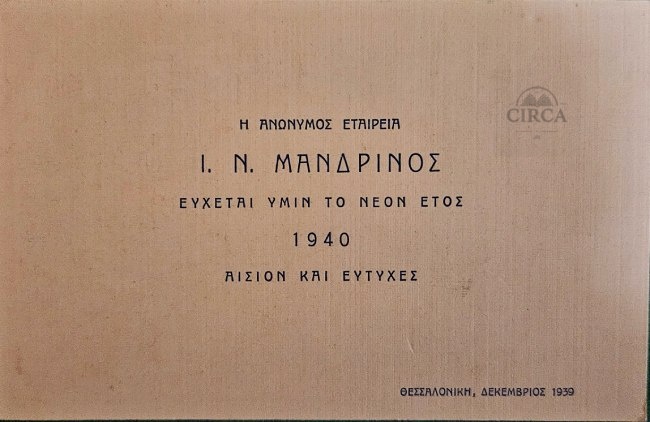 Η ΑΝΩΝΥΜΟΣ ΕΤΑΙΡΕΙΑ
Ι. Ν. ΜΑΝΔΡΙΝΟΣ
ΕΥΧΕΤΑΙ ΥΜΙΝ ΤΟ ΝΕΟΝ ΕΤΟΣ
1940
ΑΙΣΙΟΝ ΚΑΙ ΕΥΤΥΧΕΣ
ΘΕΣΣΑΛΟΝΙΚΗ, ΔΕΚΕΜΒΡΙΟΣ 1939
CIRCA